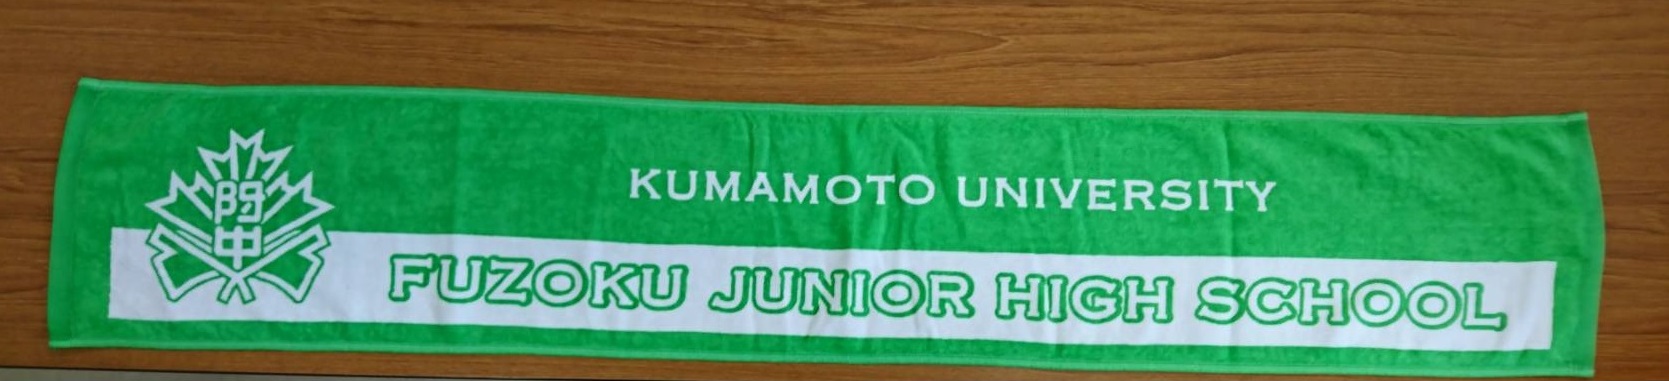 附中
KUMAMOTO UNIVERSITY
FUZOKU JUNIOR HIGH SCHOOL